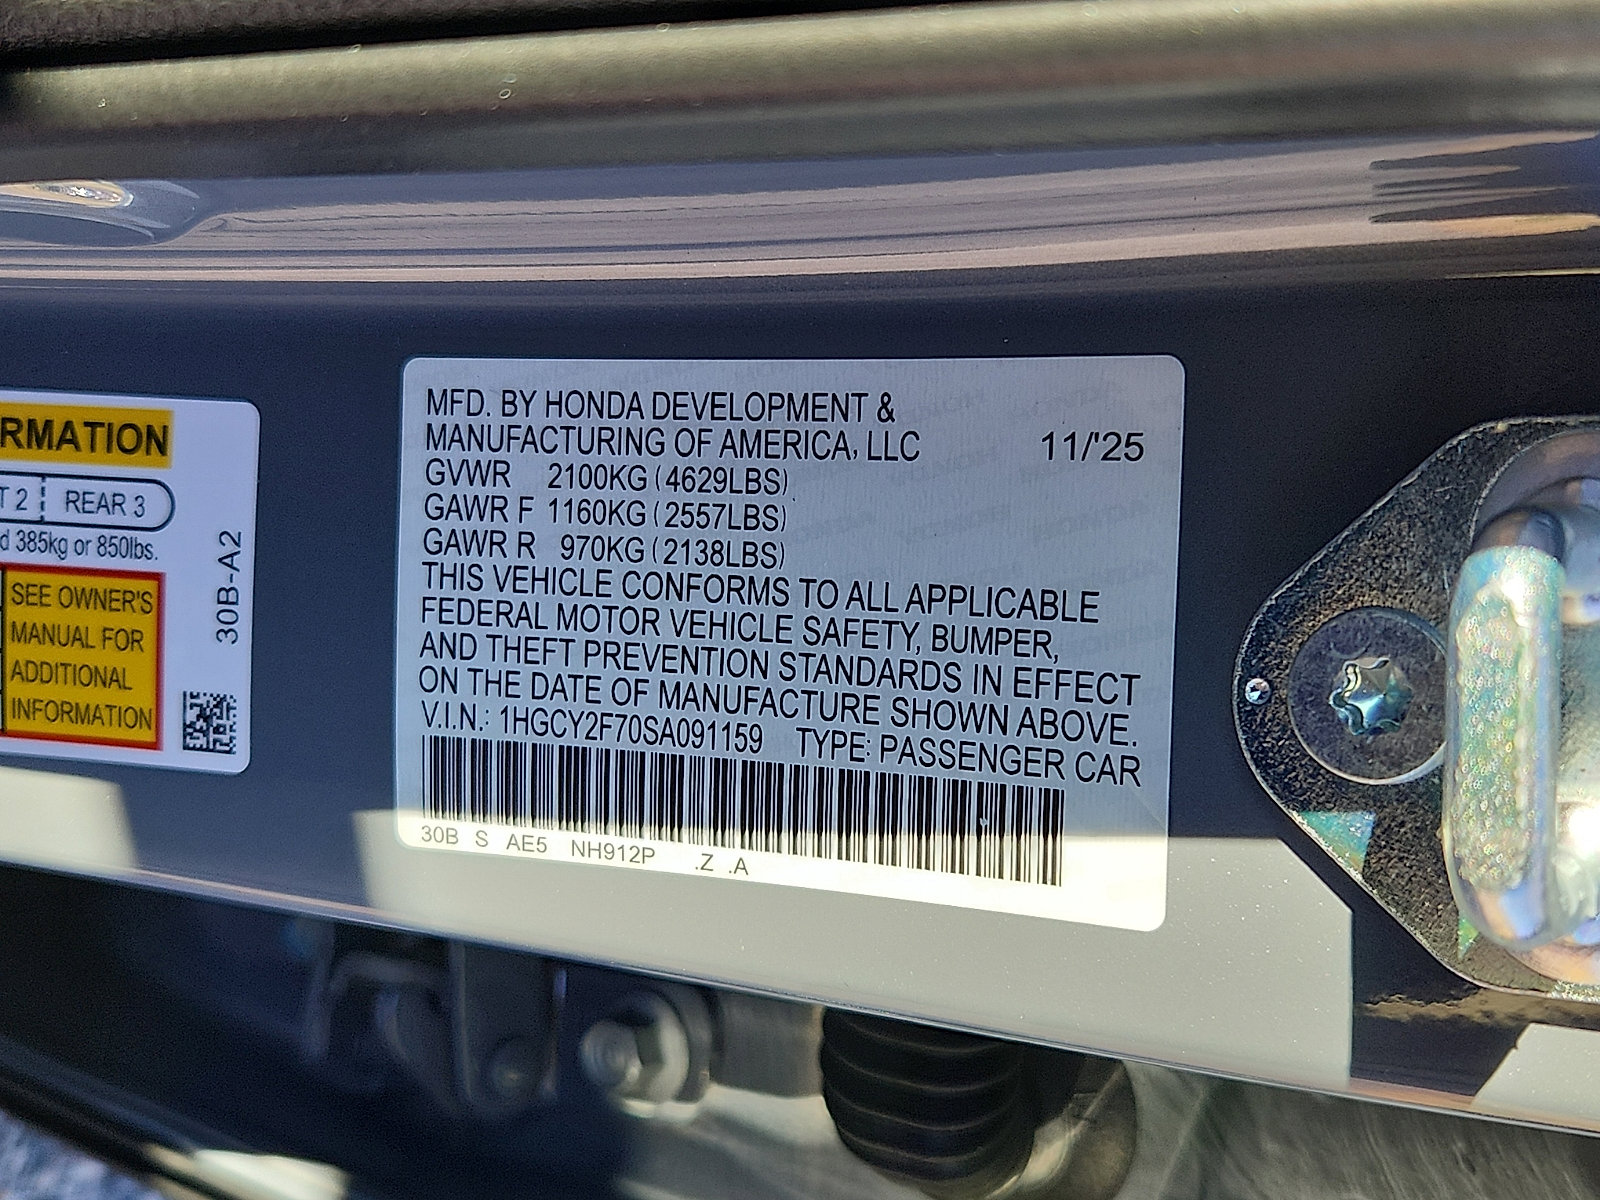 RMATION
T 2 REAR 3
d 385kg or 850lbs.
SEE OWNER'S
MANUAL FOR
ADDITIONAL
INFORMATION
30B-A2
MFD. BY HONDA DEVELOPMENT &
MANUFACTURING OF AMERICA, LLC 11/'25
GVWR 2100KG (4629LBS)
GAWR F 1160KG (2557LBS)
GAWR R 970KG (2138LBS)
THIS VEHICLE CONFORMS TO ALL APPLICABLE
FEDERAL MOTOR VEHICLE SAFETY, BUMPER,
AND THEFT PREVENTION STANDARDS IN EFFECT
ON THE DATE OF MANUFACTURE SHOWN ABOVE.
V.I.N.: 1HGCY2F70SA091159 TYPE: PASSENGER CAR
30B S AE5 NH912P .Z .A